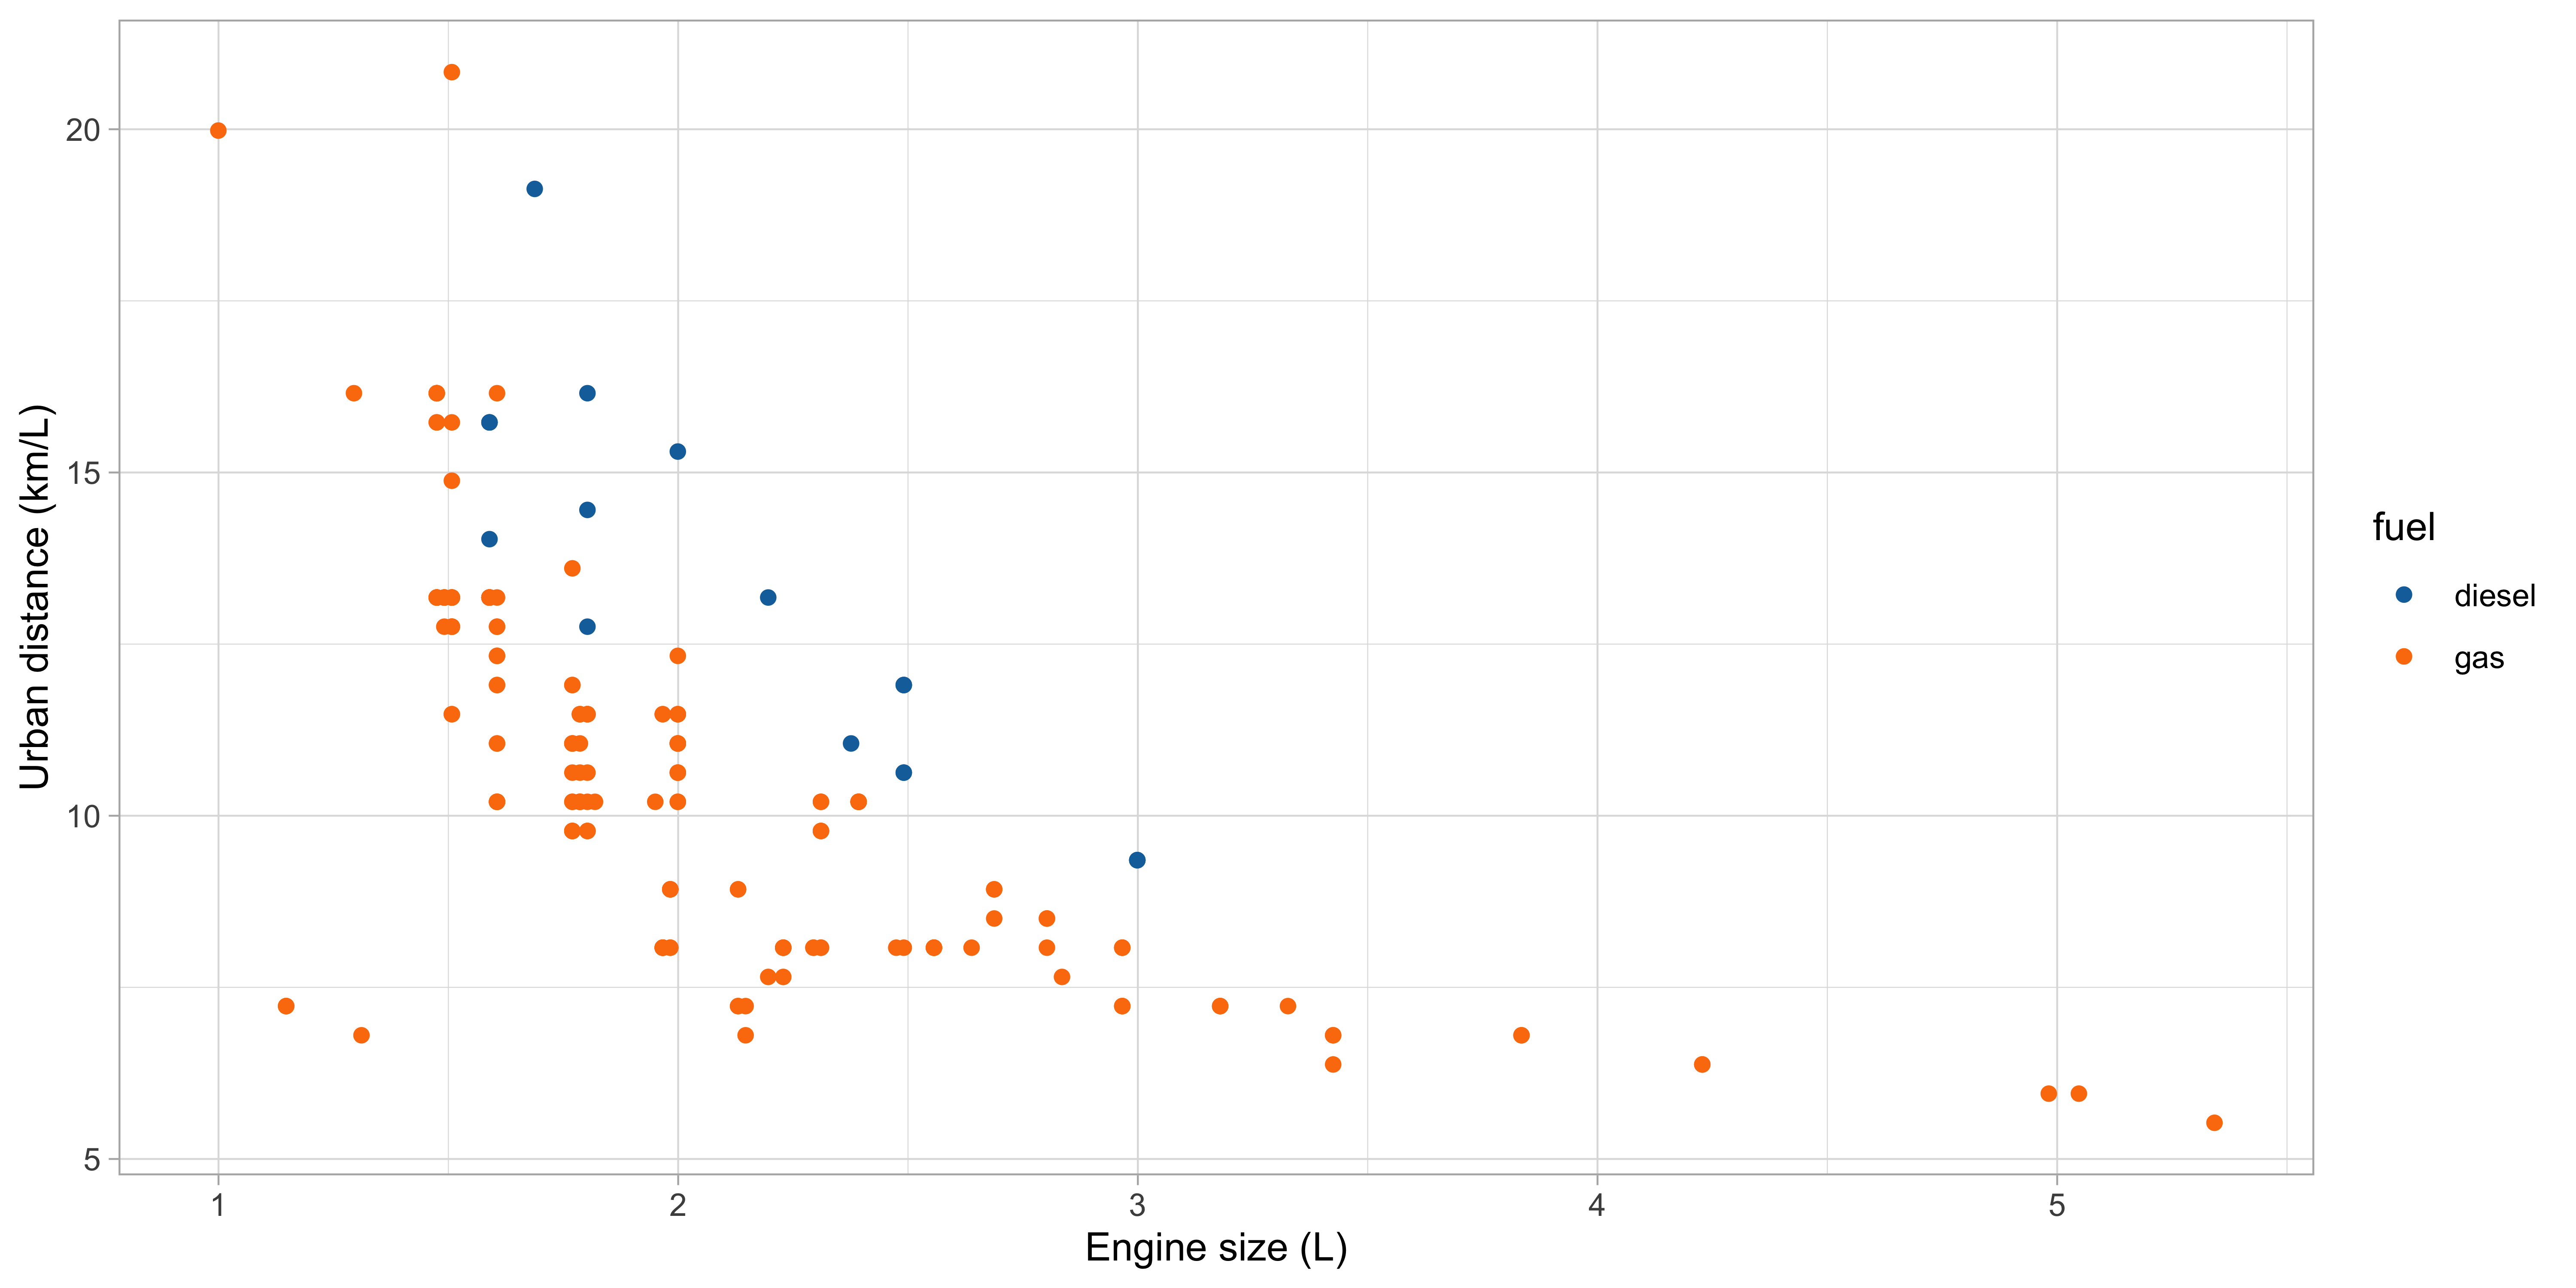 20
15
10
5
Urban distance (km/L)
1 2 3 4 5
Engine size (L)
fuel
diesel
gas